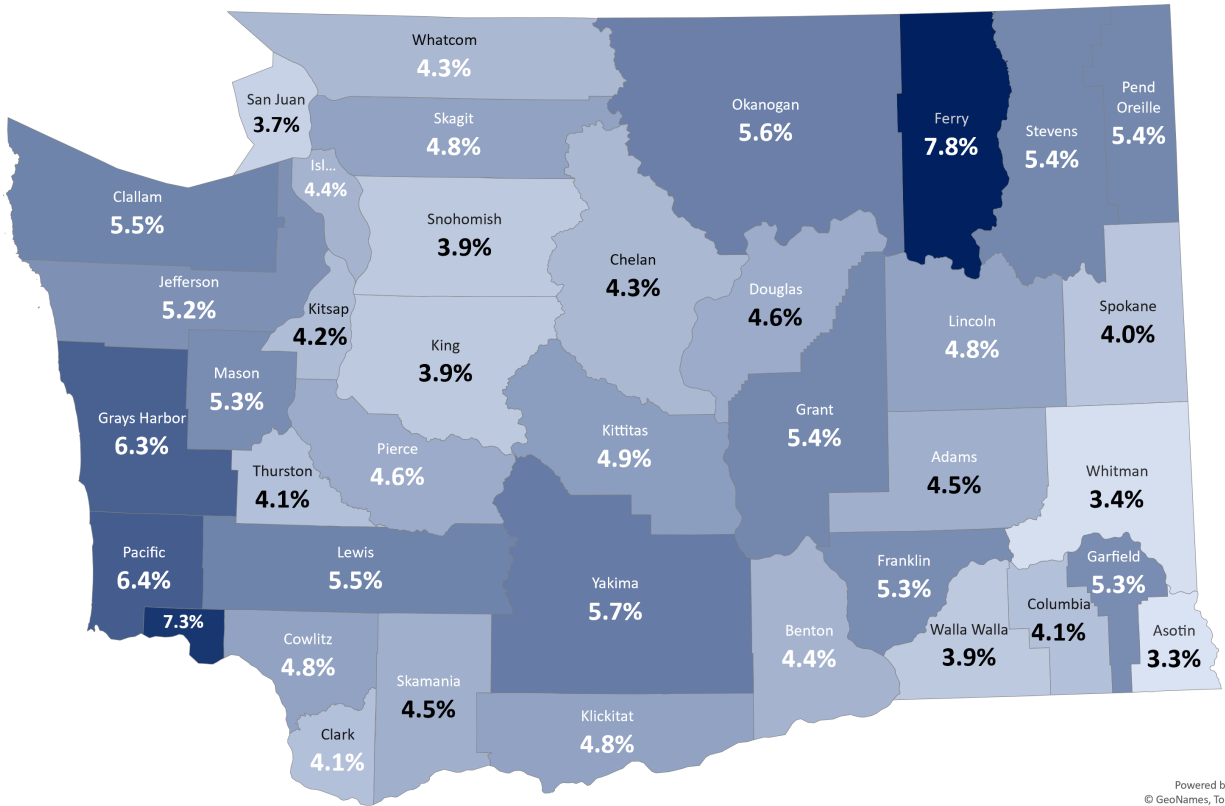 Whatcom
4.3%
San Juan
3.7%
Skagit
4.8%
Okanogan
5.6%
Ferry
7.8%
Stevens
5.4%
Pend
Oreille
5.4%
Clallam
5.5%
Isl...
4.4%
Snohomish
3.9%
Chelan
4.3%
Jefferson
5.2%
Kitsap
4.2%
Douglas
4.6%
Lincoln
4.8%
Spokane
4.0%
King
3.9%
Mason
5.3%
Grays Harbor
6.3%
Grant
5.4%
Kittitas
4.9%
Pierce
4.6%
Thurston
4.1%
Adams
4.5%
Whitman
3.4%
Pacific
6.4%
Lewis
5.5%
Yakima
5.7%
Franklin
5.3%
Garfield
5.3%
7.3%
Cowlitz
4.8%
Benton
4.4%
Walla Walla
3.9%
Columbia
4.1%
Asotin
3.3%
Skamania
4.5%
Klickitat
4.8%
Clark
4.1%
Powered b
© GeoNames, To